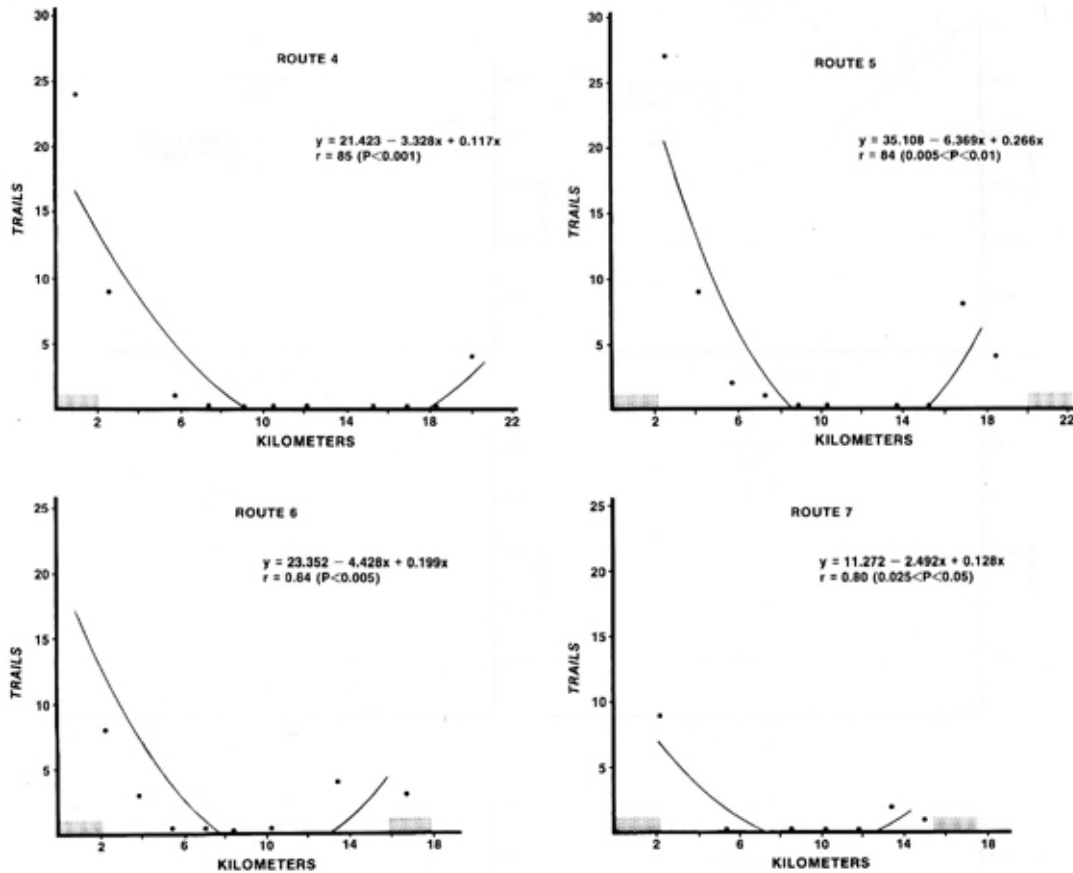 ROUTE 4
30
25
20
15
10
5
TRAILS
y = 21.423 − 3.328x + 0.117x
r = 85 (P<0.001)
2 6 10 14 18 22
KILOMETERS
ROUTE 5
30
25
20
15
10
5
TRAILS
y = 35.108 − 6.369x + 0.266x
r = 84 (0.005<P<0.01)
2 6 10 14 18 22
KILOMETERS
ROUTE 6
25
20
15
10
5
TRAILS
y = 23.352 − 4.428x + 0.199x
r = 0.84 (P<0.005)
2 6 10 14 18
KILOMETERS
ROUTE 7
25
20
15
10
5
TRAILS
y = 11.272 − 2.492x + 0.128x
r = 0.80 (0.025<P<0.05)
2 6 10 14 18
KILOMETERS